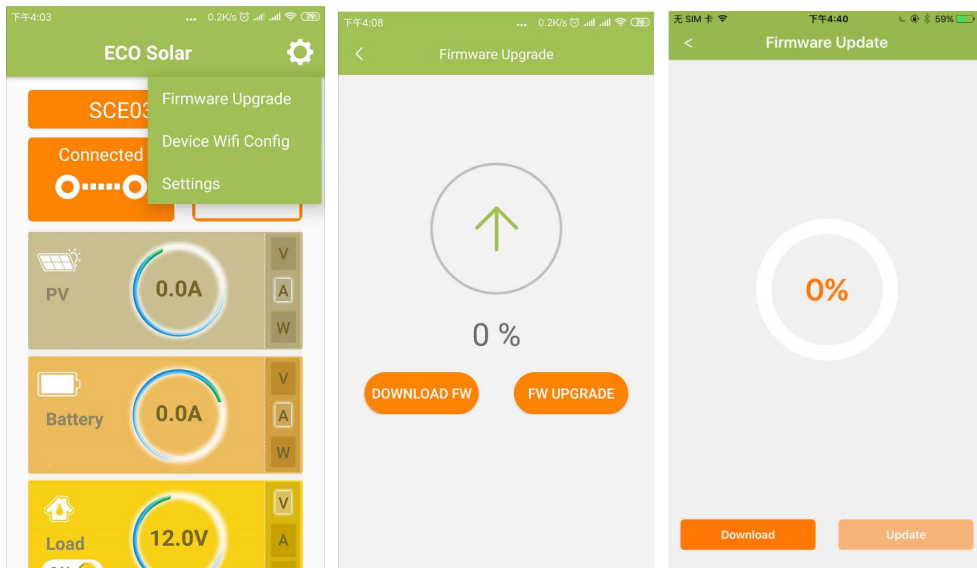 下午4:03
... 0.2K/s
79
ECO Solar
Firmware Upgrade
Device Wifi Config
Settings
SCE03
Connected
PV
0.0A
V
A
W
Battery
0.0A
V
A
W
Load
12.0V
V
A
下午4:08
... 0.2K/s
<
Firmware Upgrade
0 %
DOWNLOAD FW
FW UPGRADE
无 SIM 卡
下午4:40
59%
<
Firmware Update
0%
Download
Update